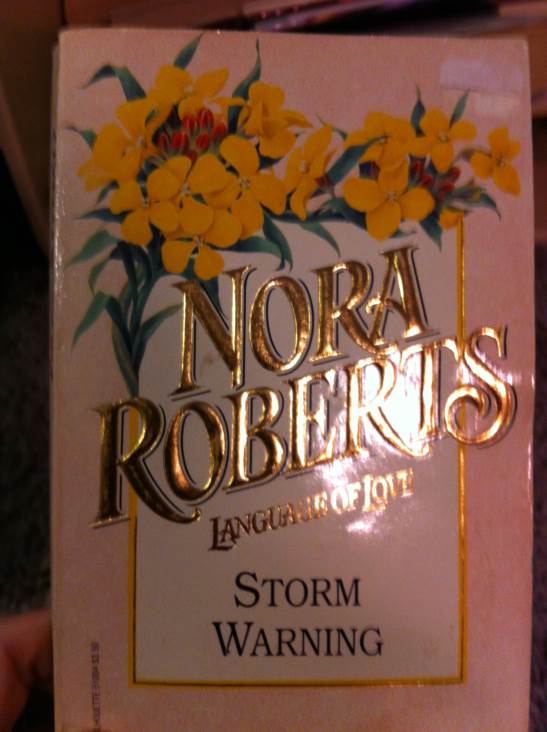 NORA
ROBERTS
LANGUAGE OF LOVE
STORM
WARNING